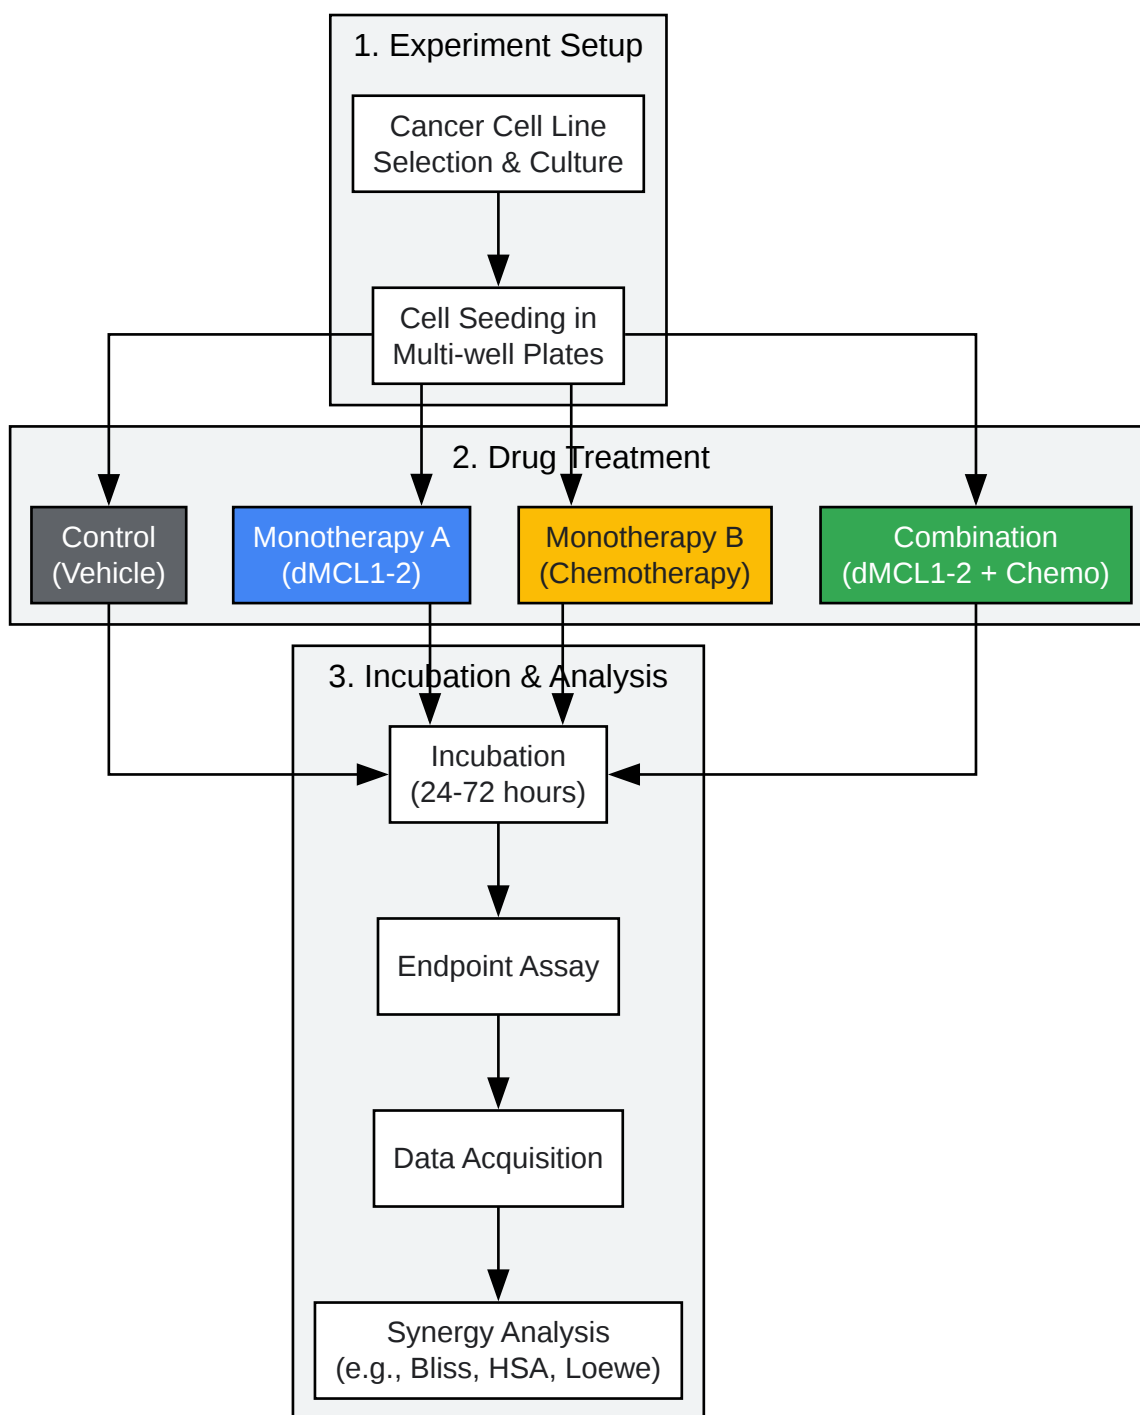 1. Experiment Setup
Cancer Cell Line
Selection & Culture
Cell Seeding in
Multi-well Plates
2. Drug Treatment
Control
(Vehicle)
Monotherapy A
(dMCL1-2)
Monotherapy B
(Chemotherapy)
Combination
(dMCL1-2 + Chemo)
3. Incubation & Analysis
Incubation
(24-72 hours)
Endpoint Assay
Data Acquisition
Synergy Analysis
(e.g., Bliss, HSA, Loewe)